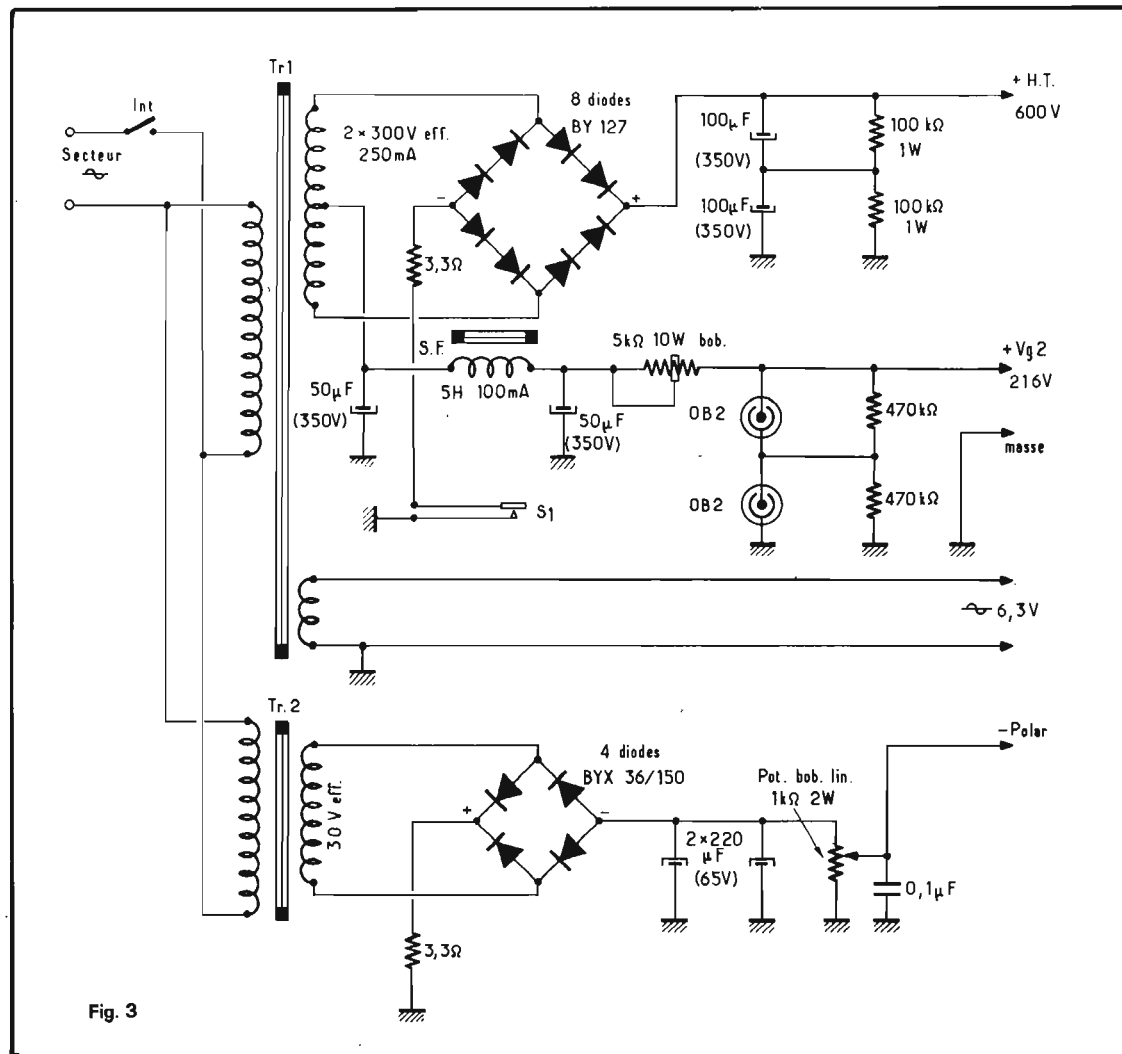 Tr1
Int
Secteur
2 × 300 V eff.
250mA
8 diodes
BY 127
-
+
3,3Ω
100µF
(350V)
100µF
(350V)
100 kΩ
1W
100 kΩ
1W
+ H.T.
600 V
S.F.
5H 100mA
50µF
(350V)
50µF
(350V)
5kΩ 10W bob.
OB2
OB2
470kΩ
470kΩ
+Vg2
216V
masse
S1
6,3V
Tr. 2
30 V eff.
4 diodes
BYX 36/150
+
-
3,3Ω
2×220
µF
(65V)
Pot. bob. lin.
1kΩ 2W
0,1µF
-Polar
Fig. 3